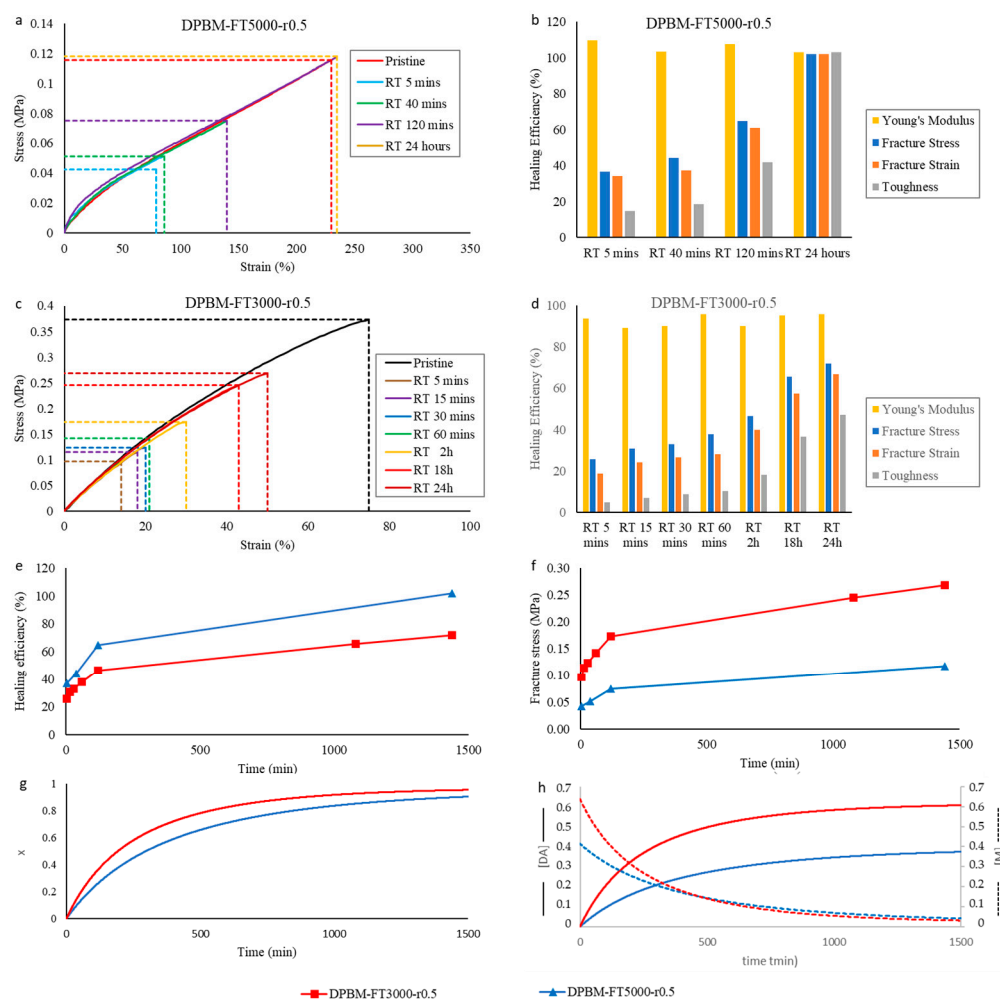 a
DPBM-FT5000-r0.5
0.14
0.12
0.1
0.08
0.06
0.04
0.02
0
Stress (MPa)
0 50 100 150 200 250 300 350
Strain (%)
Pristine
RT 5 mins
RT 40 mins
RT 120 mins
RT 24 hours
b
DPBM-FT5000-r0.5
120
100
80
60
40
20
0
Healing Efficiency (%)
RT 5 mins RT 40 mins RT 120 mins RT 24 hours
Young's Modulus
Fracture Stress
Fracture Strain
Toughness
c
DPBM-FT3000-r0.5
0.4
0.35
0.3
0.25
0.2
0.15
0.1
0.05
0
Stress (MPa)
0 20 40 60 80 100
Strain (%)
Pristine
RT 5 mins
RT 15 mins
RT 30 mins
RT 60 mins
RT 2h
RT 18h
RT 24h
d
DPBM-FT3000-r0.5
100
80
60
40
20
0
Healing Efficiency (%)
RT 5 RT 15 RT 30 RT 60 RT RT RT
mins mins mins mins 2h 18h 24h
Young's Modulus
Fracture Stress
Fracture Strain
Toughness
e
120
100
80
60
40
20
0
Healing efficiency (%)
0 500 1000 1500
Time (min)
f
0.30
0.25
0.20
0.15
0.10
0.05
0.00
Fracture stress (MPa)
0 500 1000 1500
Time (min)
g
1
0.8
0.6
0.4
0.2
0
x
0 500 1000 1500
Time (min)
h
0.7
0.6
0.5
0.4
0.3
0.2
0.1
0
[DA]
0.7
0.6
0.5
0.4
0.3
0.2
0.1
0
[M]
0 500 1000 1500
time tmin)
DPBM-FT3000-r0.5
DPBM-FT5000-r0.5